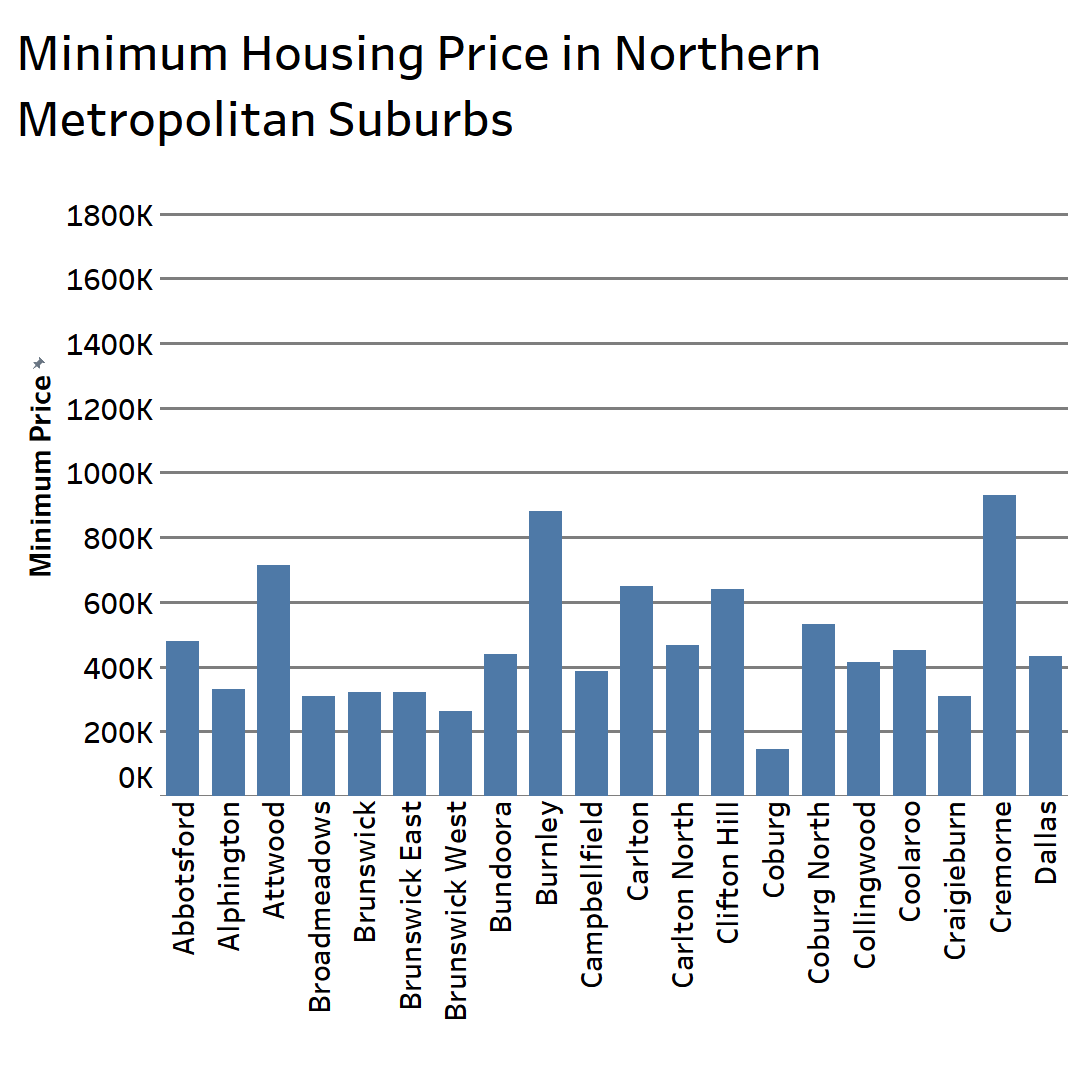 Minimum Housing Price in Northern
Metropolitan Suburbs
1800K
1600K
1400K
1200K
1000K
800K
600K
400K
200K
0K
Minimum Price
Abbotsford
Alphington
Attwood
Broadmeadows
Brunswick
Brunswick East
Brunswick West
Bundoora
Burnley
Campbellfield
Carlton
Carlton North
Clifton Hill
Coburg
Coburg North
Collingwood
Coolaroo
Craigieburn
Cremorne
Dallas